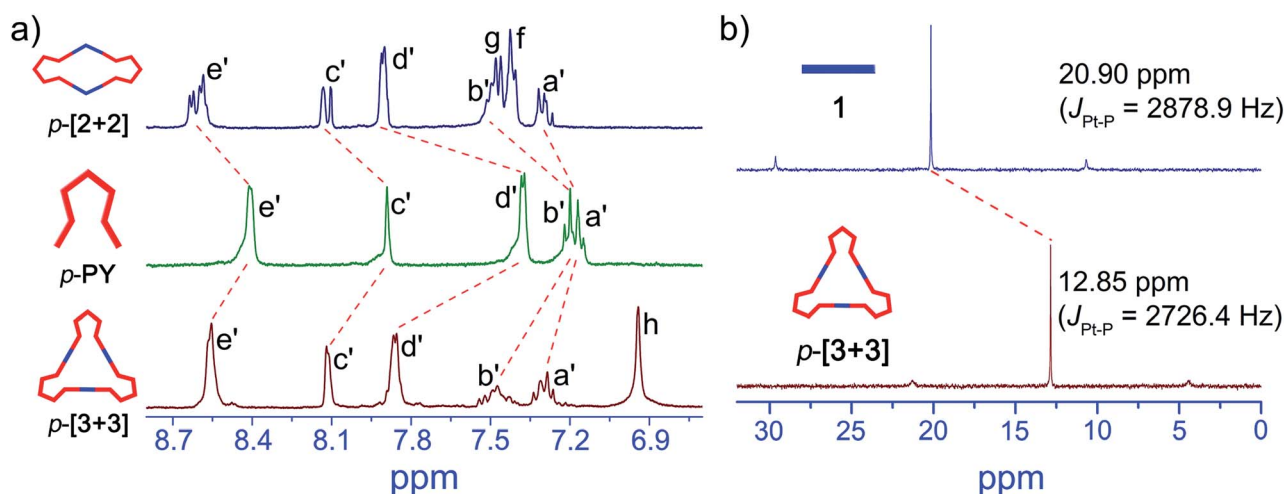 a)
e'
c'
d'
g
f
b'
a'
p-[2+2]
e'
c'
d'
b'
a'
p-PY
e'
c'
d'
b'
a'
h
p-[3+3]
8.7 8.4 8.1 7.8 7.5 7.2 6.9
ppm
b)
1
20.90 ppm
(JPt-P = 2878.9 Hz)
12.85 ppm
(JPt-P = 2726.4 Hz)
p-[3+3]
30 25 20 15 10 5 0
ppm